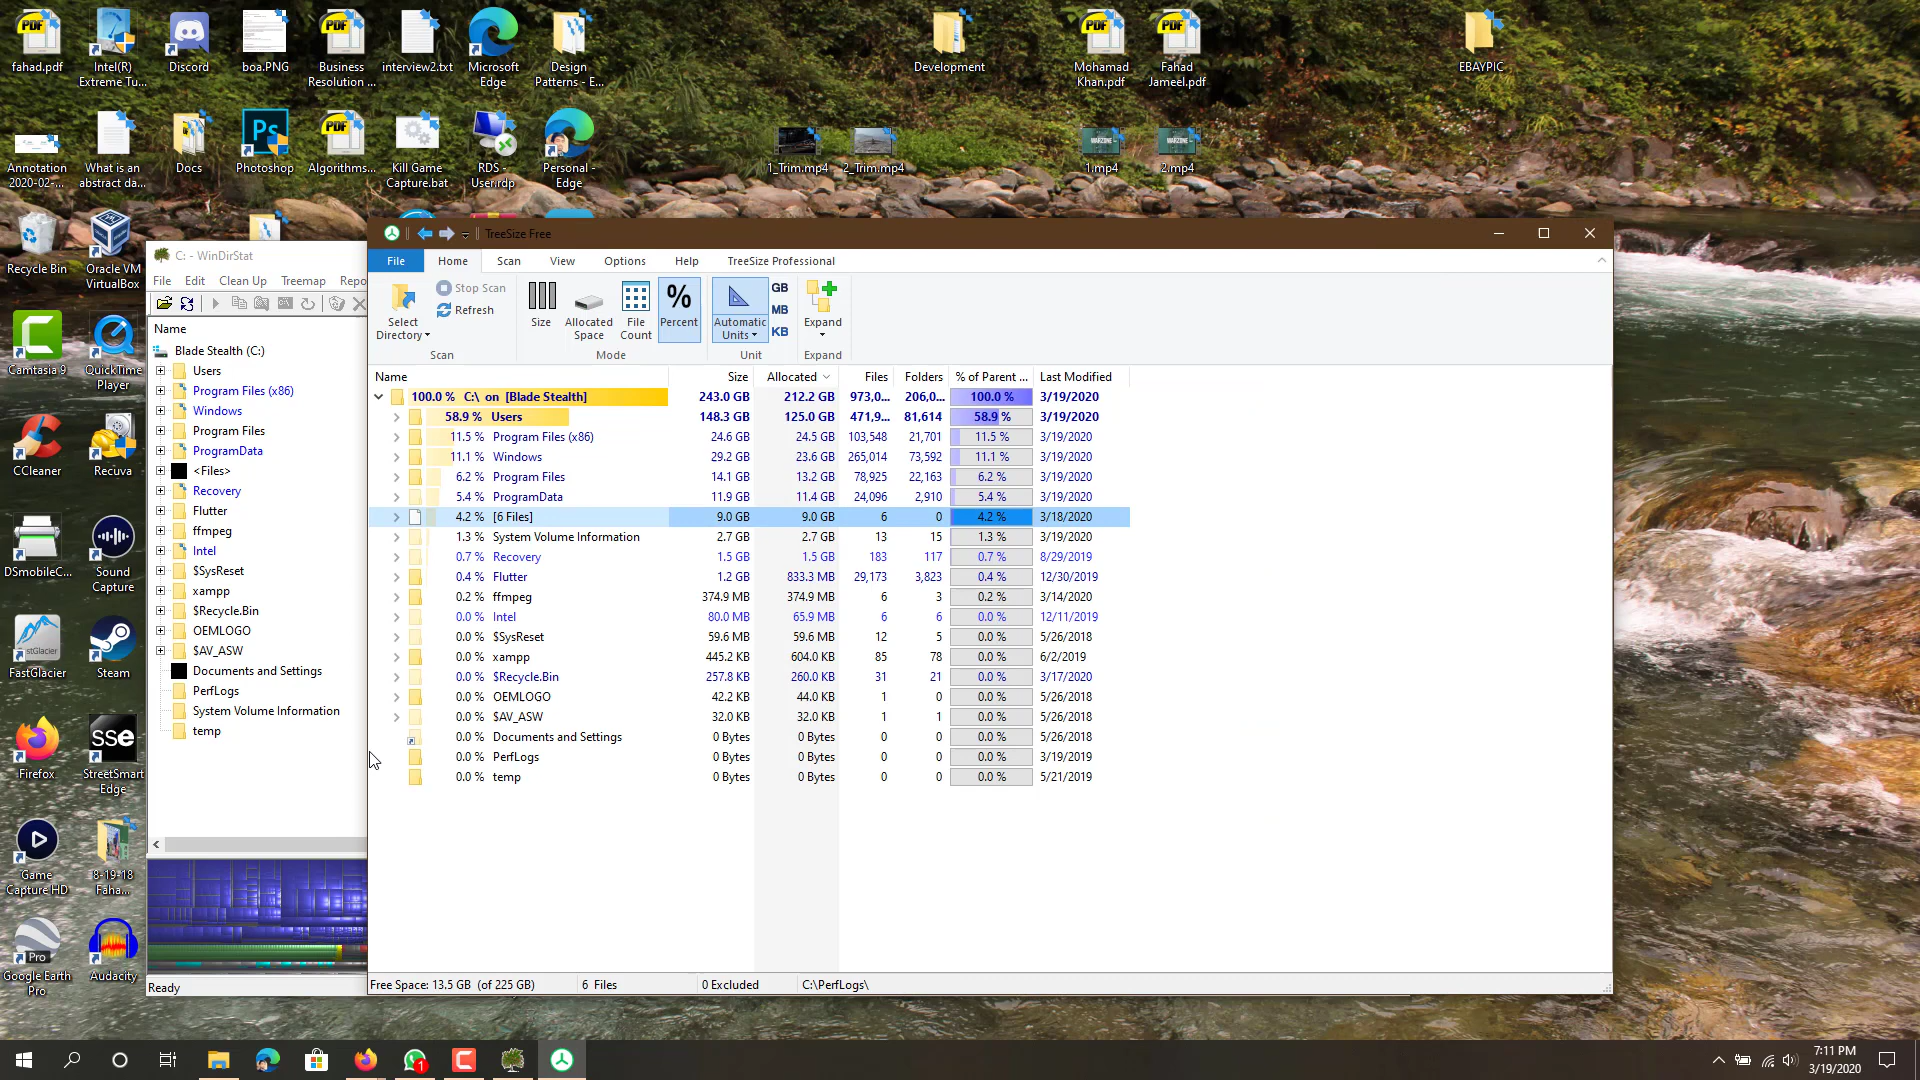 fahad.pdf
Intel(R)
Extreme Tu...
Discord
boa.PNG
Business
Resolution ...
interview2.txt
Microsoft
Edge
Design
Patterns - E...
Development
Mohamad
Khan.pdf
Fahad
Jameel.pdf
EBAYPIC
Annotation
2020-02-...
What is an
abstract da...
Docs
Photoshop
Algorithms...
Kill Game
Capture.bat
RDS -
User.rdp
Personal -
Edge
1_Trim.mp4
2_Trim.mp4
1.mp4
2.mp4
Recycle Bin
Oracle VM
VirtualBox
Camtasia 9
QuickTime
Player
CCleaner
Recuva
DSmobileC...
Sound
Capture
FastGlacier
Steam
Firefox
StreetSmart
Edge
Game
Capture HD
8-19-18
Faha...
Google Earth
Pro
Audacity
C: - WinDirStat
File Edit Clean Up Treemap Repo
Name
Blade Stealth (C:)
Users
Program Files (x86)
Windows
Program Files
ProgramData
<Files>
Recovery
Flutter
ffmpeg
Intel
$SysReset
xampp
$Recycle.Bin
OEMLOGO
$AV_ASW
Documents and Settings
PerfLogs
System Volume Information
temp
Ready
TreeSize Free
File Home Scan View Options Help TreeSize Professional
Select
Directory
Stop Scan
Refresh
Scan
Size
Allocated
Space
File
Count
%
Percent
Mode
Automatic
Units
GB
MB
KB
Unit
Expand
Expand
Name Size Allocated Files Folders % of Parent ... Last Modified
100.0 % C:\ on [Blade Stealth] 243.0 GB 212.2 GB 973,0... 206,0... 100.0 % 3/19/2020
58.9 % Users 148.3 GB 125.0 GB 471,9... 81,614 58.9 % 3/19/2020
11.5 % Program Files (x86) 24.6 GB 24.5 GB 103,548 21,701 11.5 % 3/19/2020
11.1 % Windows 29.2 GB 23.6 GB 265,014 73,592 11.1 % 3/19/2020
6.2 % Program Files 14.1 GB 13.2 GB 78,925 22,163 6.2 % 3/19/2020
5.4 % ProgramData 11.9 GB 11.4 GB 24,096 2,910 5.4 % 3/19/2020
4.2 % [6 Files] 9.0 GB 9.0 GB 6 0 4.2 % 3/18/2020
1.3 % System Volume Information 2.7 GB 2.7 GB 13 15 1.3 % 3/19/2020
0.7 % Recovery 1.5 GB 1.5 GB 183 117 0.7 % 8/29/2019
0.4 % Flutter 1.2 GB 833.3 MB 29,173 3,823 0.4 % 12/30/2019
0.2 % ffmpeg 374.9 MB 374.9 MB 6 3 0.2 % 3/14/2020
0.0 % Intel 80.0 MB 65.9 MB 6 6 0.0 % 12/11/2019
0.0 % $SysReset 59.6 MB 59.6 MB 12 5 0.0 % 5/26/2018
0.0 % xampp 445.2 KB 604.0 KB 85 78 0.0 % 6/2/2019
0.0 % $Recycle.Bin 257.8 KB 260.0 KB 31 21 0.0 % 3/17/2020
0.0 % OEMLOGO 42.2 KB 44.0 KB 1 0 0.0 % 5/26/2018
0.0 % $AV_ASW 32.0 KB 32.0 KB 1 1 0.0 % 5/26/2018
0.0 % Documents and Settings 0 Bytes 0 Bytes 0 0 0.0 % 5/26/2018
0.0 % PerfLogs 0 Bytes 0 Bytes 0 0 0.0 % 3/19/2019
0.0 % temp 0 Bytes 0 Bytes 0 0 0.0 % 5/21/2019
Free Space: 13.5 GB (of 225 GB) 6 Files 0 Excluded C:\PerfLogs\
7:11 PM
3/19/2020